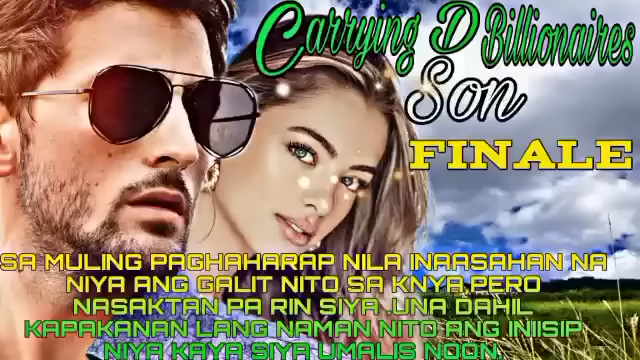 Carrying D Billionaires
Son
FINALE
SA MULING PAGHAHARAP NILA INAASAHAN NA
NIYA ANG GALIT NITO SA KNYA,PERO
NASAKTAN PA RIN SIYA .UNA DAHIL
KAPAKANAN LANG NAMAN NITO ANG INIISIP
NIYA KAYA SIYA UMALIS NOON.